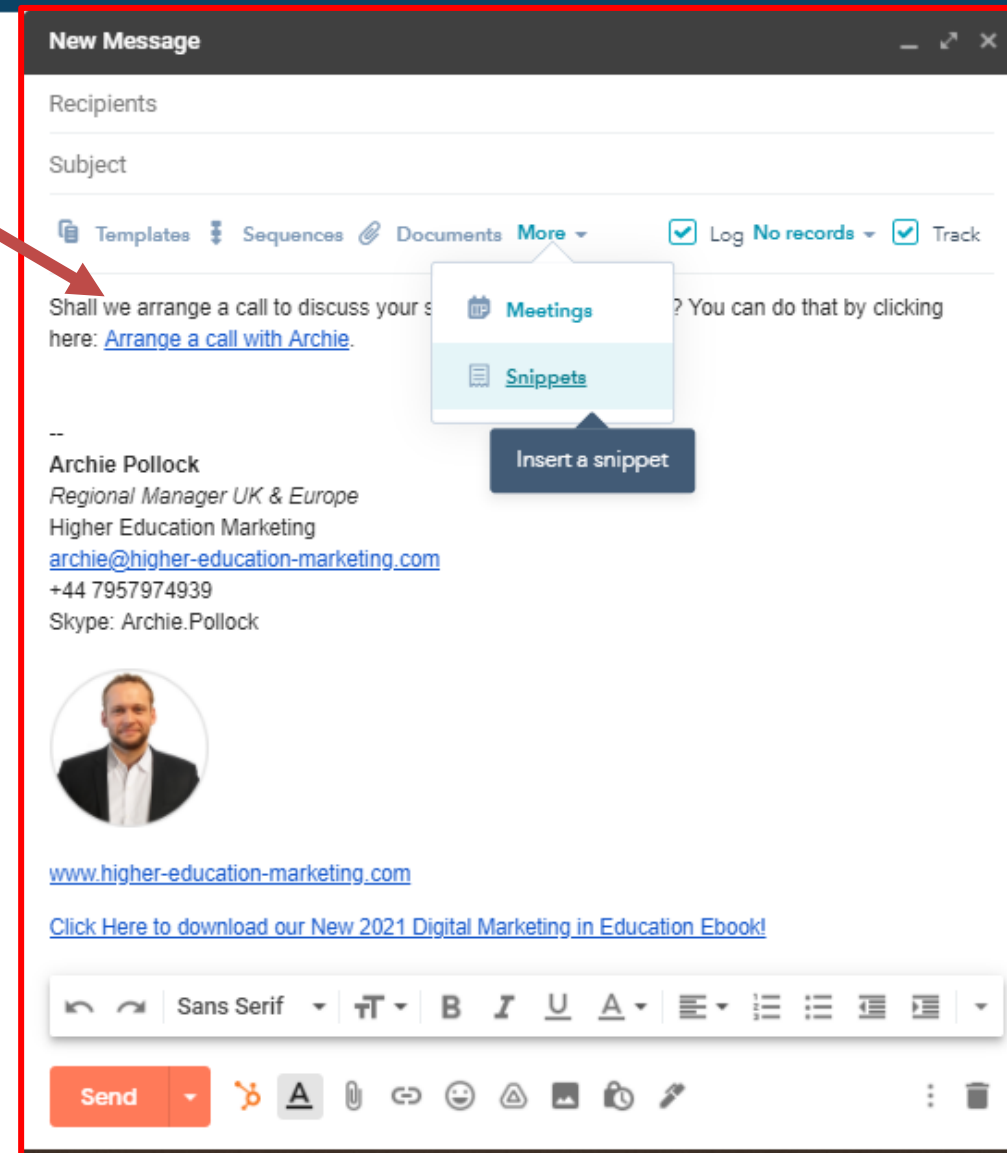 New Message
Recipients
Subject
Templates Sequences Documents More Log No records Track
Meetings
Snippets
Insert a snippet
Shall we arrange a call to discuss your s ? You can do that by clicking
here: Arrange a call with Archie.
--
Archie Pollock
Regional Manager UK & Europe
Higher Education Marketing
archie@higher-education-marketing.com
+44 7957974939
Skype: Archie.Pollock
www.higher-education-marketing.com
Click Here to download our New 2021 Digital Marketing in Education Ebook!
Sans Serif
Send